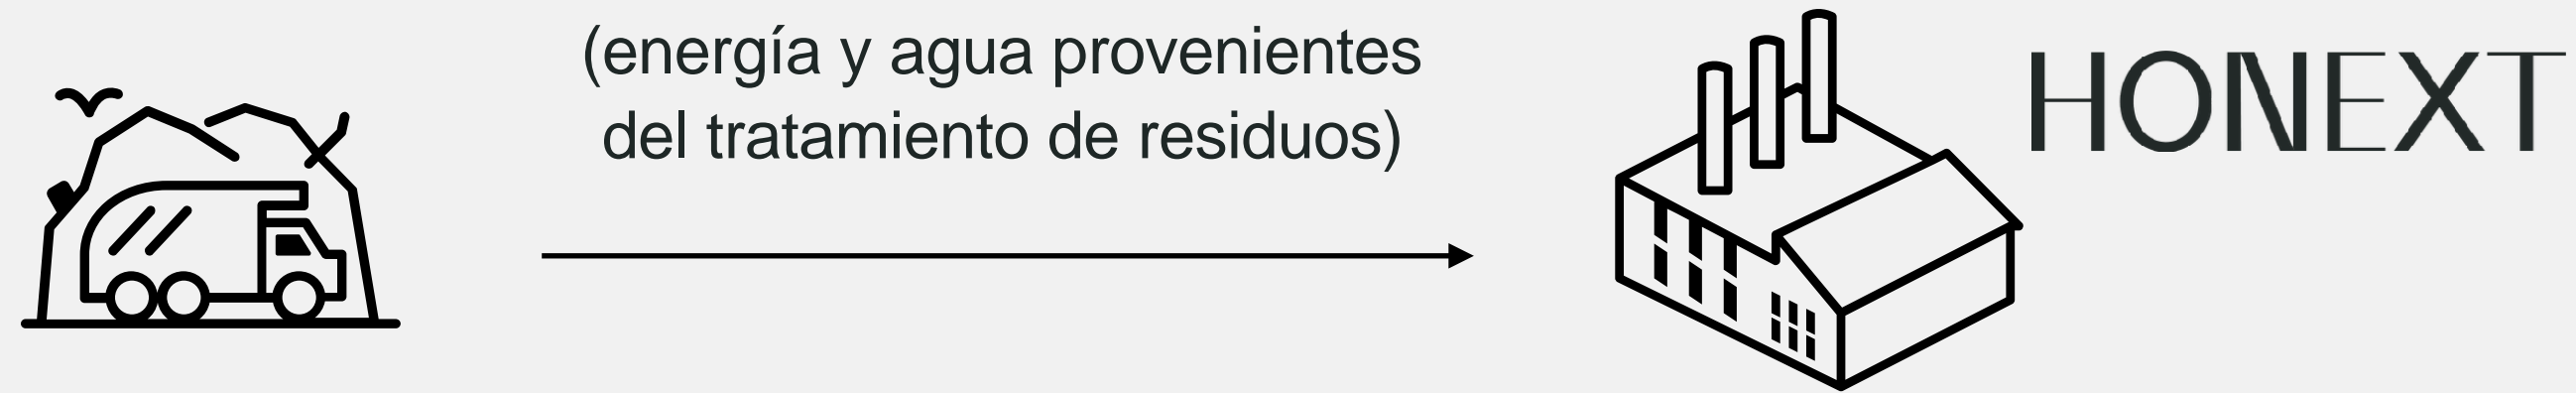 (energía y agua provenientes
del tratamiento de residuos)
HONEXT